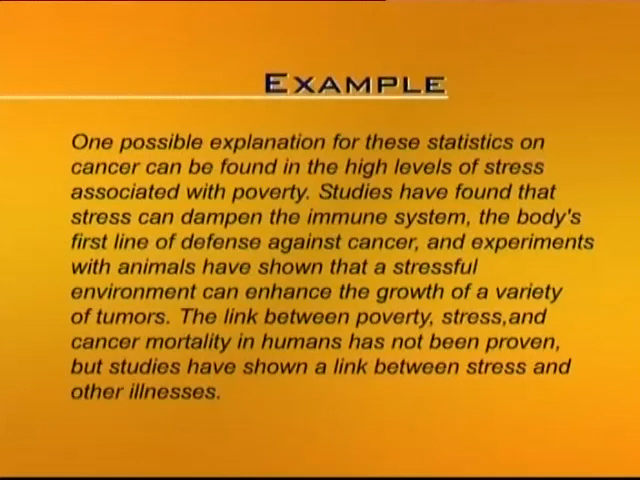 EXAMPLE
One possible explanation for these statistics on
cancer can be found in the high levels of stress
associated with poverty. Studies have found that
stress can dampen the immune system, the body's
first line of defense against cancer, and experiments
with animals have shown that a stressful
environment can enhance the growth of a variety
of tumors. The link between poverty, stress,and
cancer mortality in humans has not been proven,
but studies have shown a link between stress and
other illnesses.